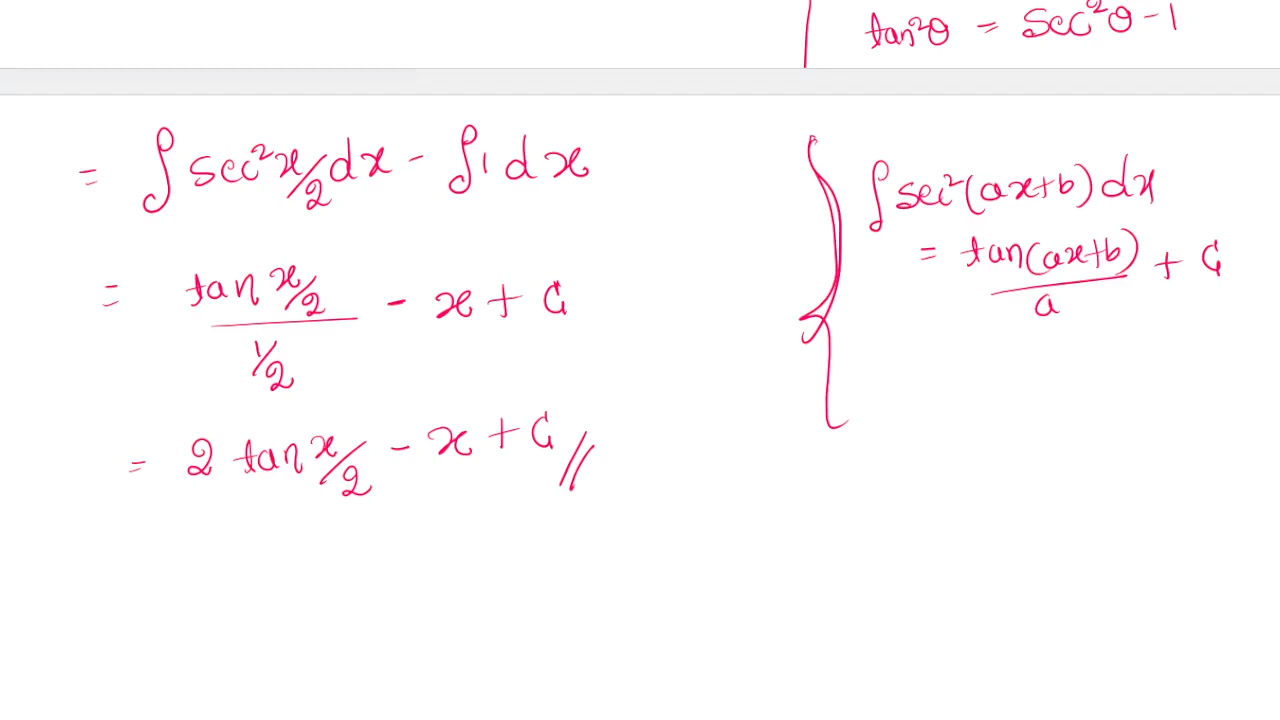 tan²θ = sec²θ - 1
= ∫ sec² x/2 dx - ∫ 1 dx
= tan x/2 / 1/2 - x + C
= 2 tan x/2 - x + C //
∫ sec²(ax+b) dx
= tan(ax+b) / a + C